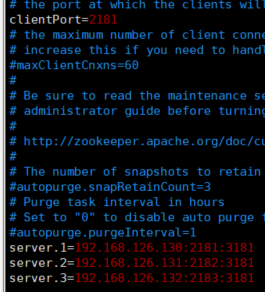 # the port at which the clients will
clientPort=2181
# the maximum number of client conne
# increase this if you need to handl
#maxClientCnxns=60
#
# Be sure to read the maintenance se
# administrator guide before turning
#
# http://zookeeper.apache.org/doc/cu
#
# The number of snapshots to retain
#autopurge.snapRetainCount=3
# Purge task interval in hours
# Set to "0" to disable auto purge f
#autopurge.purgeInterval=1
server.1=192.168.126.130:2181:3181
server.2=192.168.126.131:2182:3181
server.3=192.168.126.132:2183:3181